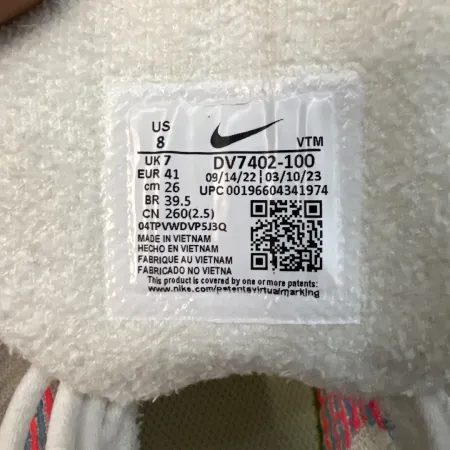 US
8
VTM
UK 7
DV7402-100
EUR 41
09/14/22 | 03/10/23
cm 26
UPC 00196604341974
BR 39.5
CN 260(2.5)
04TPVWDVP5J3Q
MADE IN VIETNAM
HECHO EN VIETNAM
FABRIQUE AU VIETNAM
FABRICADO NO VIETNA
This product is covered by one or more patents.
www.nike.com/patentsvirtualmarking